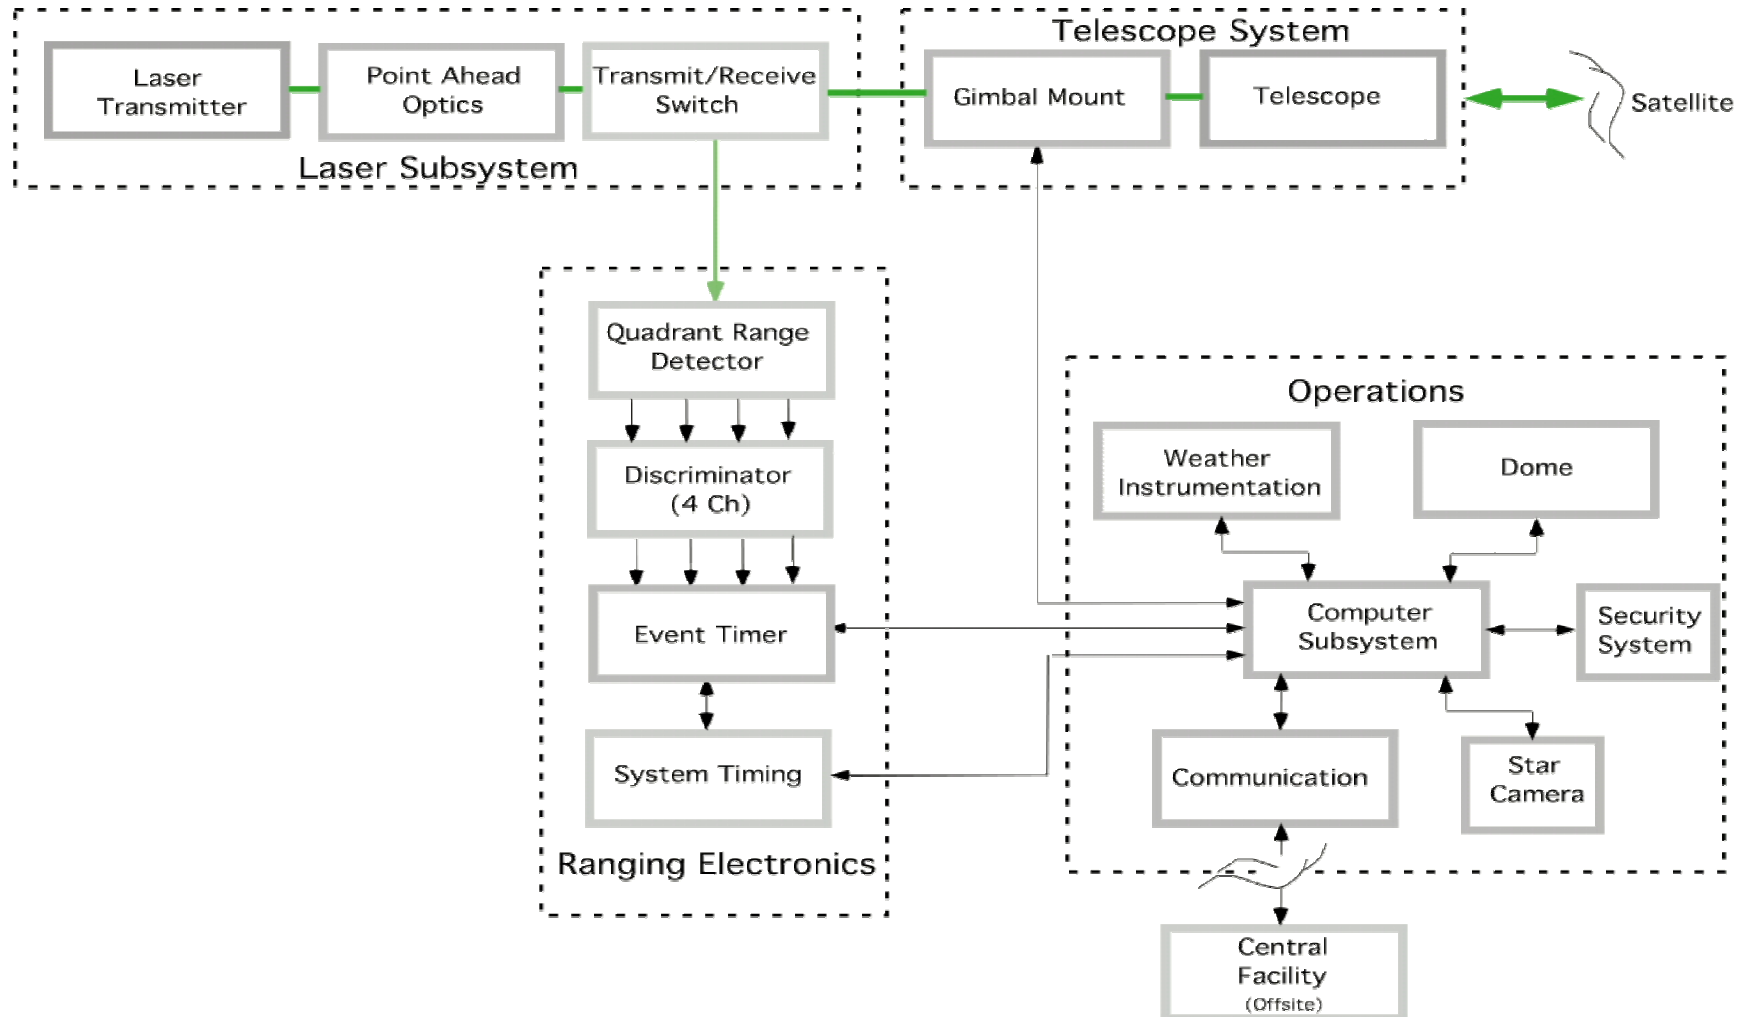 Telescope System
Laser
Transmitter
Point Ahead
Optics
Transmit/Receive
Switch
Gimbal Mount
Telescope
Satellite
Laser Subsystem
Quadrant Range
Detector
Discriminator
(4 Ch)
Event Timer
System Timing
Ranging Electronics
Operations
Weather
Instrumentation
Dome
Computer
Subsystem
Security
System
Communication
Star
Camera
Central
Facility
(Offsite)